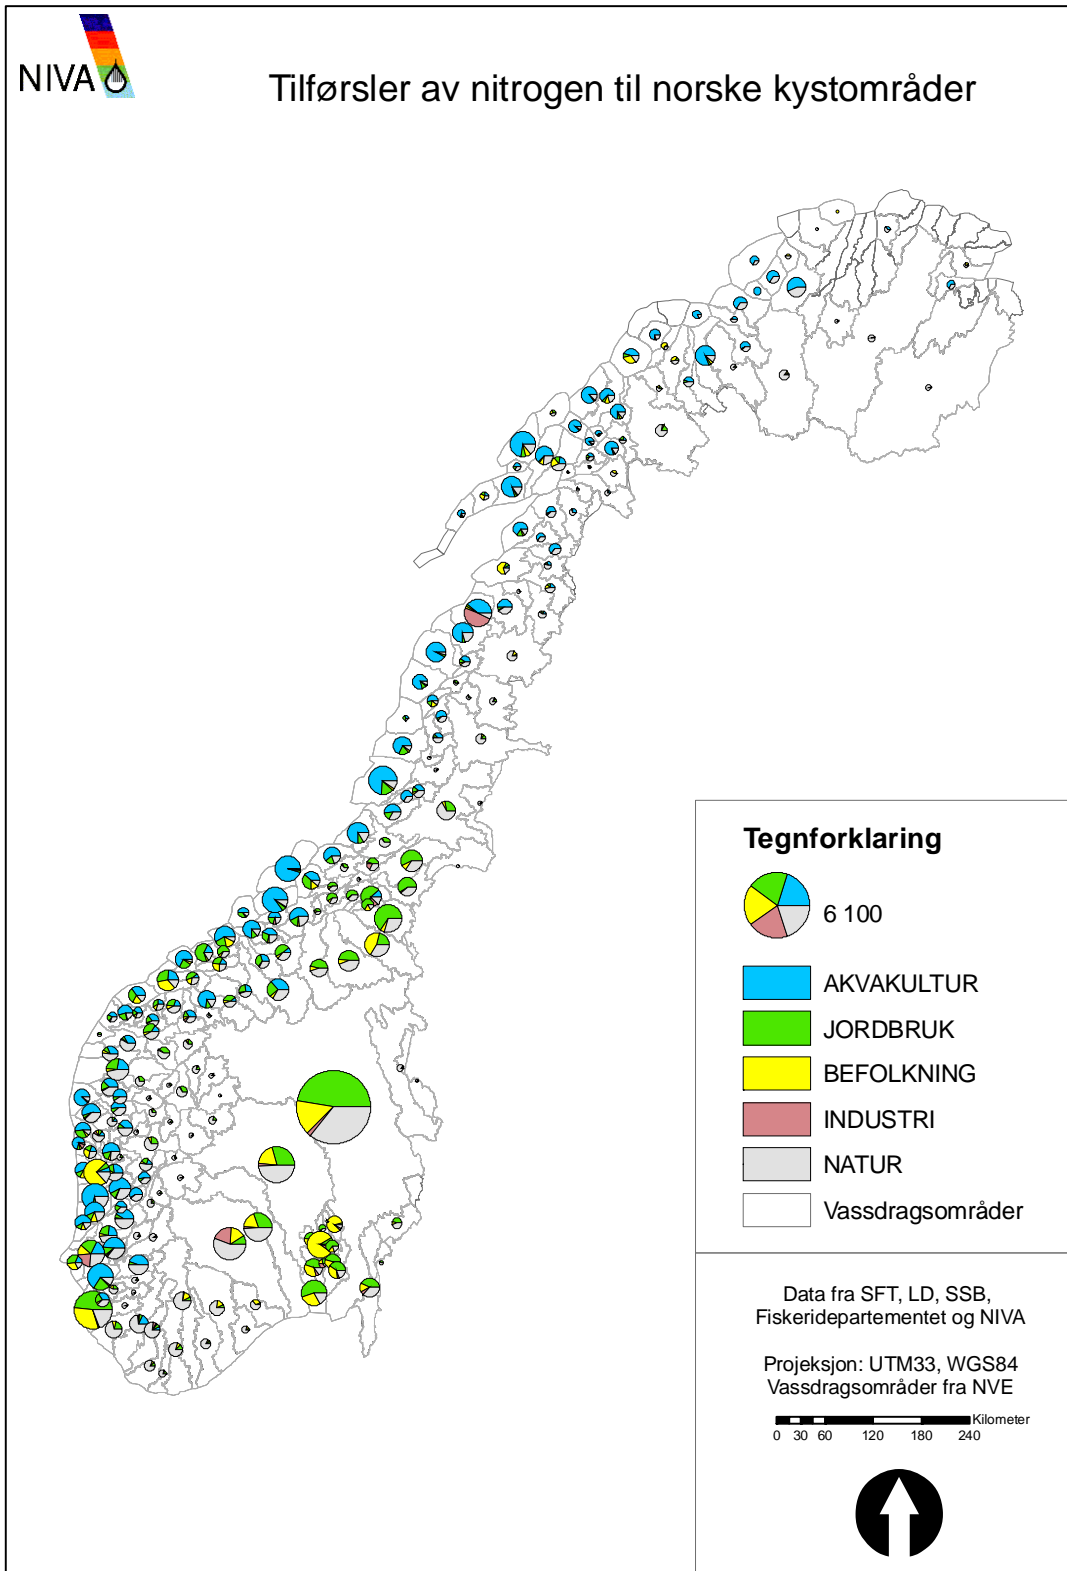 NIVA
Tilførsler av nitrogen til norske kystområder
Tegnforklaring
6 100
AKVAKULTUR
JORDBRUK
BEFOLKNING
INDUSTRI
NATUR
Vassdragsområder
Data fra SFT, LD, SSB,
Fiskeridepartementet og NIVA
Projeksjon: UTM33, WGS84
Vassdragsområder fra NVE
Kilometer
0 30 60 120 180 240